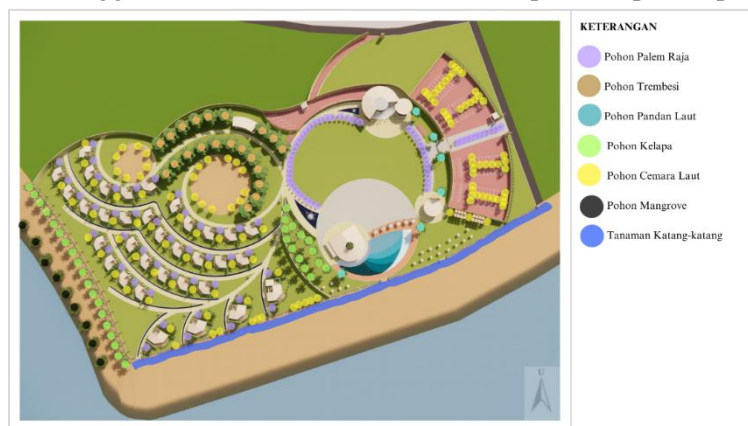 KETERANGAN
Pohon Palem Raja
Pohon Trembesi
Pohon Pandan Laut
Pohon Kelapa
Pohon Cemara Laut
Pohon Mangrove
Tanaman Katang-katang
U